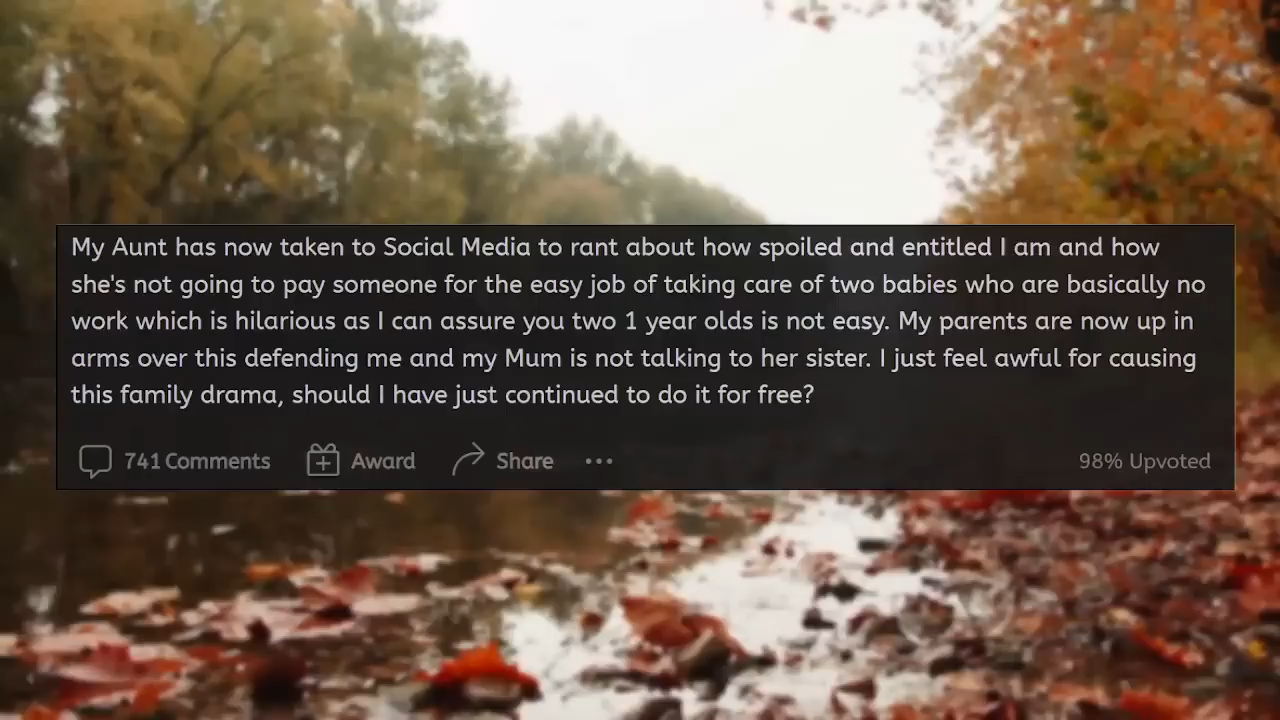 My Aunt has now taken to Social Media to rant about how spoiled and entitled I am and how
she's not going to pay someone for the easy job of taking care of two babies who are basically no
work which is hilarious as I can assure you two 1 year olds is not easy. My parents are now up in
arms over this defending me and my Mum is not talking to her sister. I just feel awful for causing
this family drama, should I have just continued to do it for free?
741 Comments Award Share 98% Upvoted